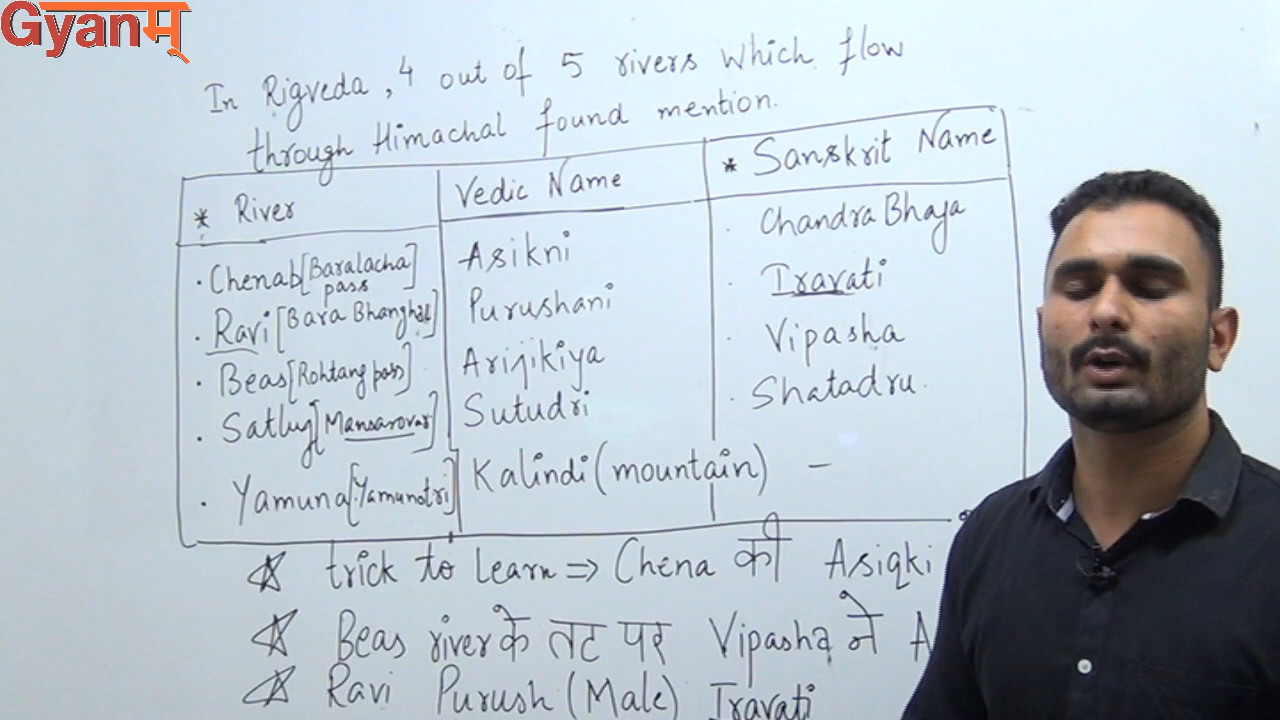 Gyanम्
In Rigveda, 4 out of 5 rivers which flow
through Himachal found mention.
* River Vedic Name * Sanskrit Name
· Chenab [Baralacha pass] Asikni · Chandra Bhaja
· Ravi [Bara Bhanghal] Purushani · Iravati
· Beas [Rohtang pass] Arijikiya · Vipasha
· Satluj [Mansarovar] Sutudri · Shatadru
· Yamuna [Yamunotri] Kalindi (mountain) –
☆ trick to learn ⇒ Chena की Asiqki
☆ Beas river के तट पर Vipasha ने A
☆ Ravi Purush (Male) Iravati